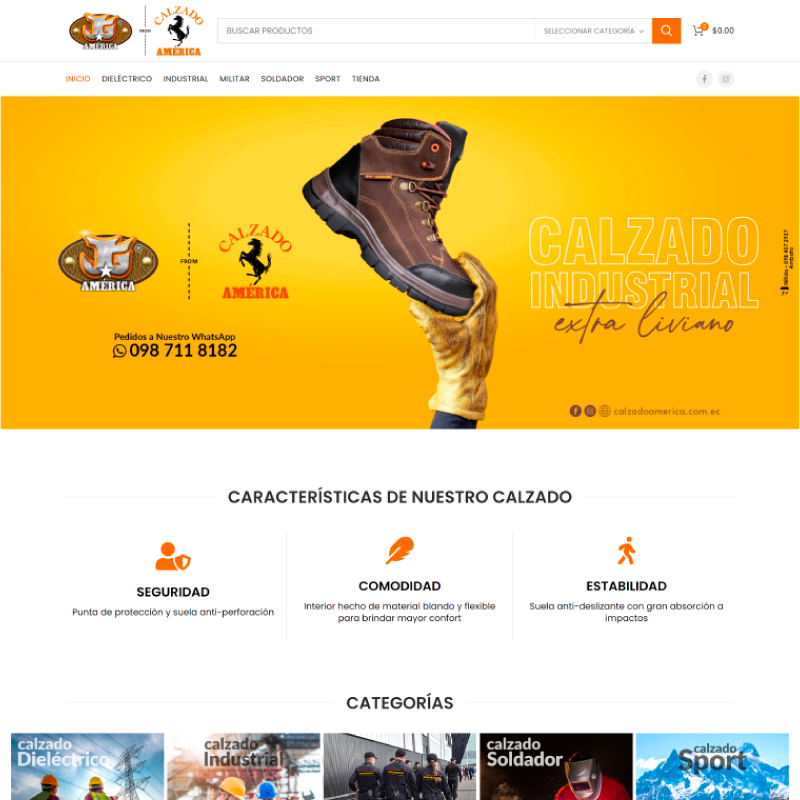 JG
AMÉRICA
FROM
CALZADO
AMÉRICA
BUSCAR PRODUCTOS
SELECCIONAR CATEGORÍA
0
$0.00
INICIO
DIELÉCTRICO
INDUSTRIAL
MILITAR
SOLDADOR
SPORT
TIENDA
JG
AMÉRICA
FROM
CALZADO
AMÉRICA
Pedidos a Nuestro WhatsApp
098 711 8182
CALZADO
INDUSTRIAL
extra liviano
Ambato
calzadoamerica.com.ec
CARACTERÍSTICAS DE NUESTRO CALZADO
SEGURIDAD
Punta de protección y suela anti-perforación
COMODIDAD
Interior hecho de material blando y flexible
para brindar mayor confort
ESTABILIDAD
Suela anti-deslizante con gran absorción a
impactos
CATEGORÍAS
calzado
Dieléctrico
calzado
Industrial
calzado
Soldador
calzado
Sport